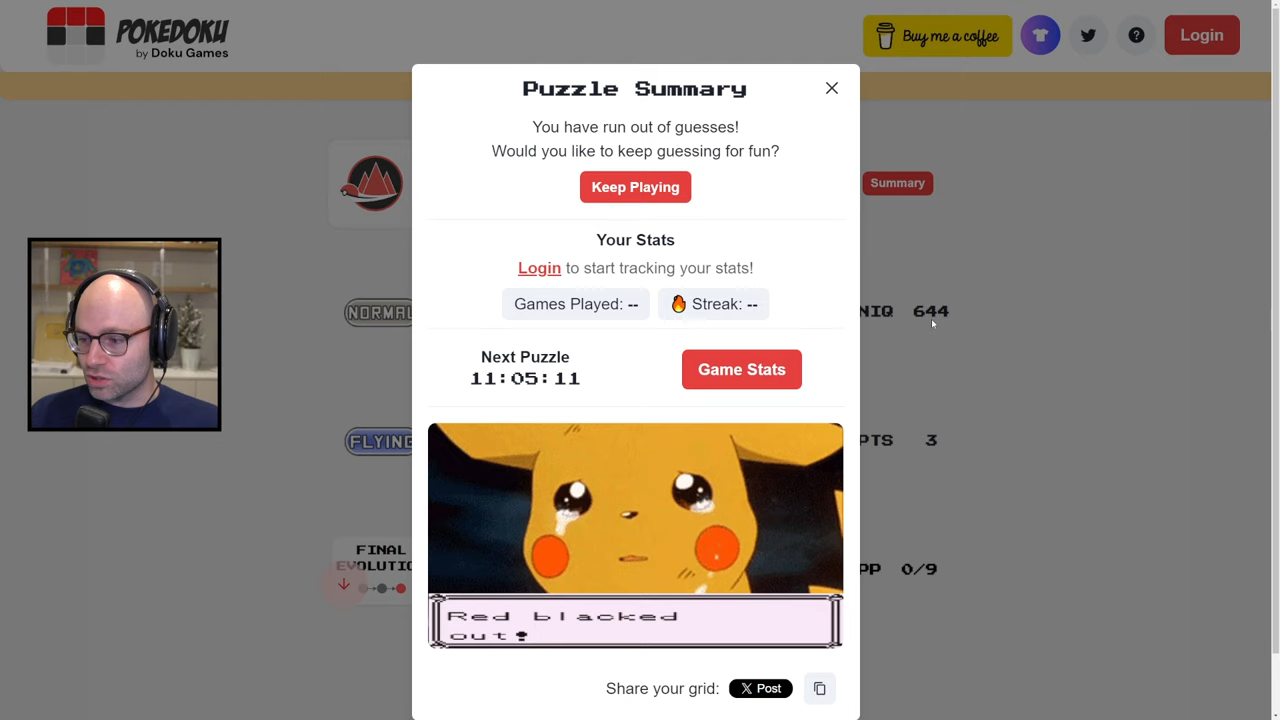 POKEDOKU
by Doku Games
Buy me a coffee
Login
Puzzle Summary
You have run out of guesses!
Would you like to keep guessing for fun?
Keep Playing
Summary
Your Stats
Login to start tracking your stats!
Games Played: --
Streak: --
NORMAL
NIQ 644
Next Puzzle
11:05:11
Game Stats
FLYING
PTS 3
FINAL
EVOLUTIO
PP 0/9
Red blacked
out!
Share your grid:
X Post